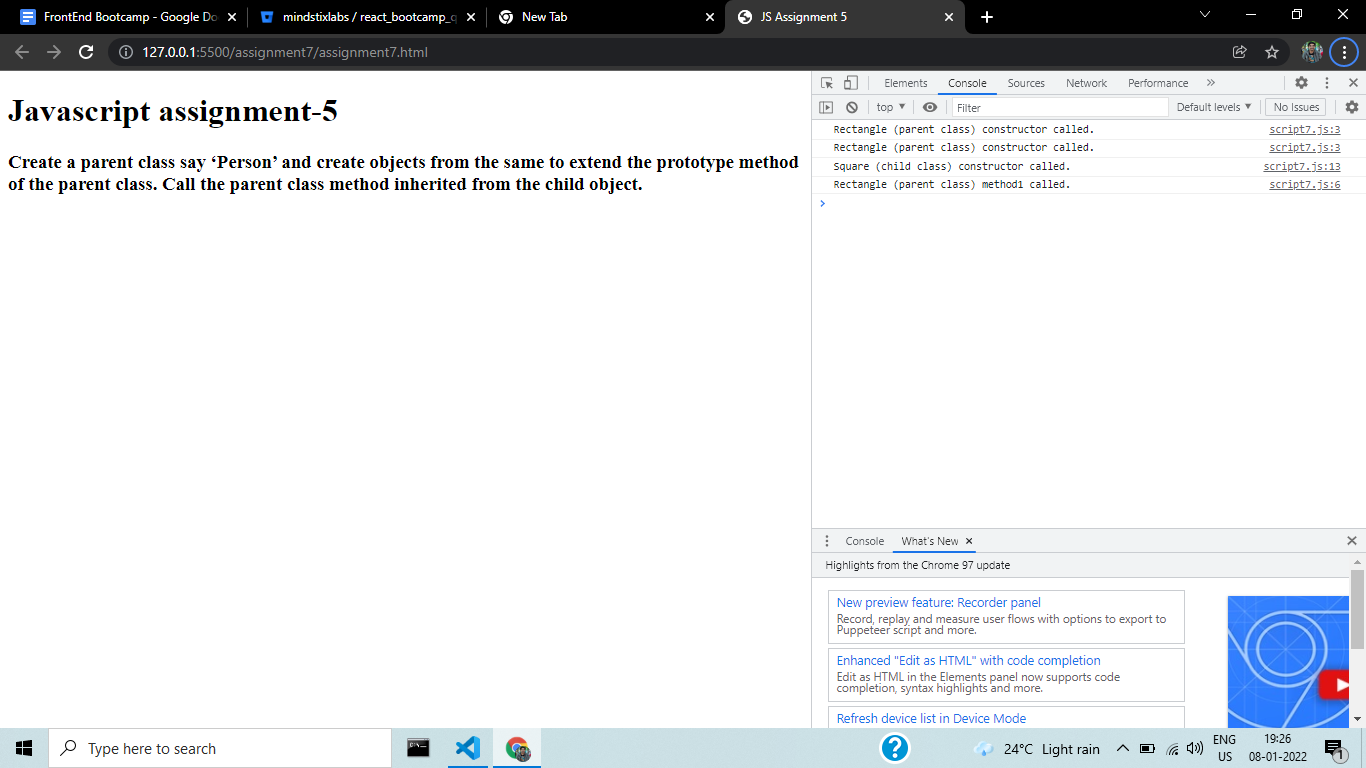 FrontEnd Bootcamp - Google Do
mindstixlabs / react_bootcamp_q
New Tab
JS Assignment 5
127.0.0.1:5500/assignment7/assignment7.html
Javascript assignment-5
Create a parent class say ‘Person’ and create objects from the same to extend the prototype method
of the parent class. Call the parent class method inherited from the child object.
Elements Console Sources Network Performance »
top ▼ Filter Default levels ▼ No Issues
Rectangle (parent class) constructor called. script7.js:3
Rectangle (parent class) constructor called. script7.js:3
Square (child class) constructor called. script7.js:13
Rectangle (parent class) method1 called. script7.js:6
Console What's New
Highlights from the Chrome 97 update
New preview feature: Recorder panel
Record, replay and measure user flows with options to export to
Puppeteer script and more.
Enhanced "Edit as HTML" with code completion
Edit as HTML in the Elements panel now supports code
completion, syntax highlights and more.
Refresh device list in Device Mode
Type here to search
24°C Light rain
ENG
US
19:26
08-01-2022
1